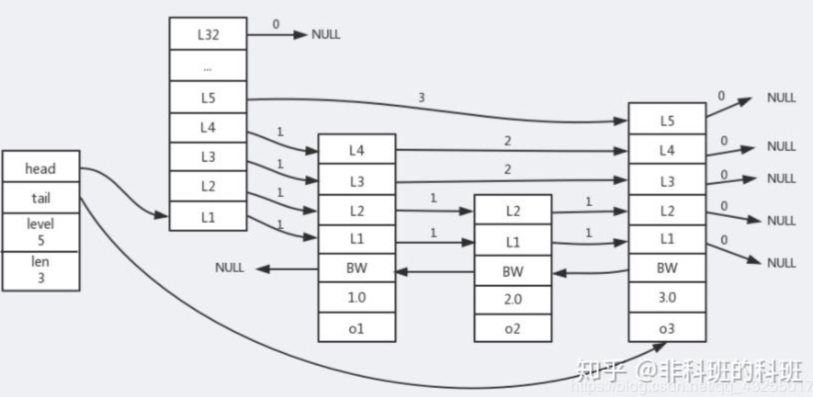 head
tail
level
5
len
3
L32
...
L5
L4
L3
L2
L1
0
NULL
3
1
1
1
1
L4
L3
L2
L1
BW
1.0
o1
NULL
2
2
1
1
L2
L1
BW
2.0
o2
1
1
L5
L4
L3
L2
L1
BW
3.0
o3
0
NULL
0
NULL
0
NULL
0
NULL
0
NULL
知乎 @非科班的科班